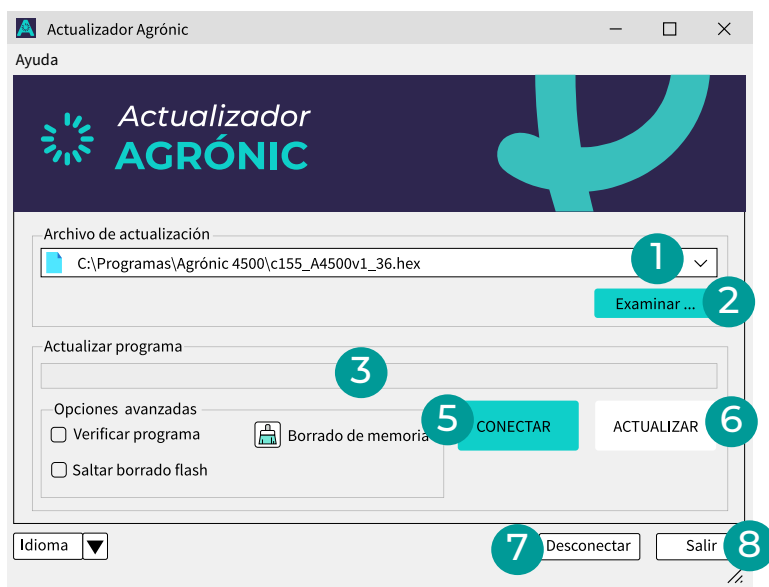 Actualizador Agrónic
Ayuda
Actualizador
AGRÓNIC
Archivo de actualización
C:\Programas\Agrónic 4500\c155_A4500v1_36.hex
1
Examinar ...
2
Actualizar programa
3
Opciones avanzadas
Verificar programa
Borrado de memoria
5
CONECTAR
ACTUALIZAR
6
Saltar borrado flash
Idioma
7
Desconectar
Salir
8